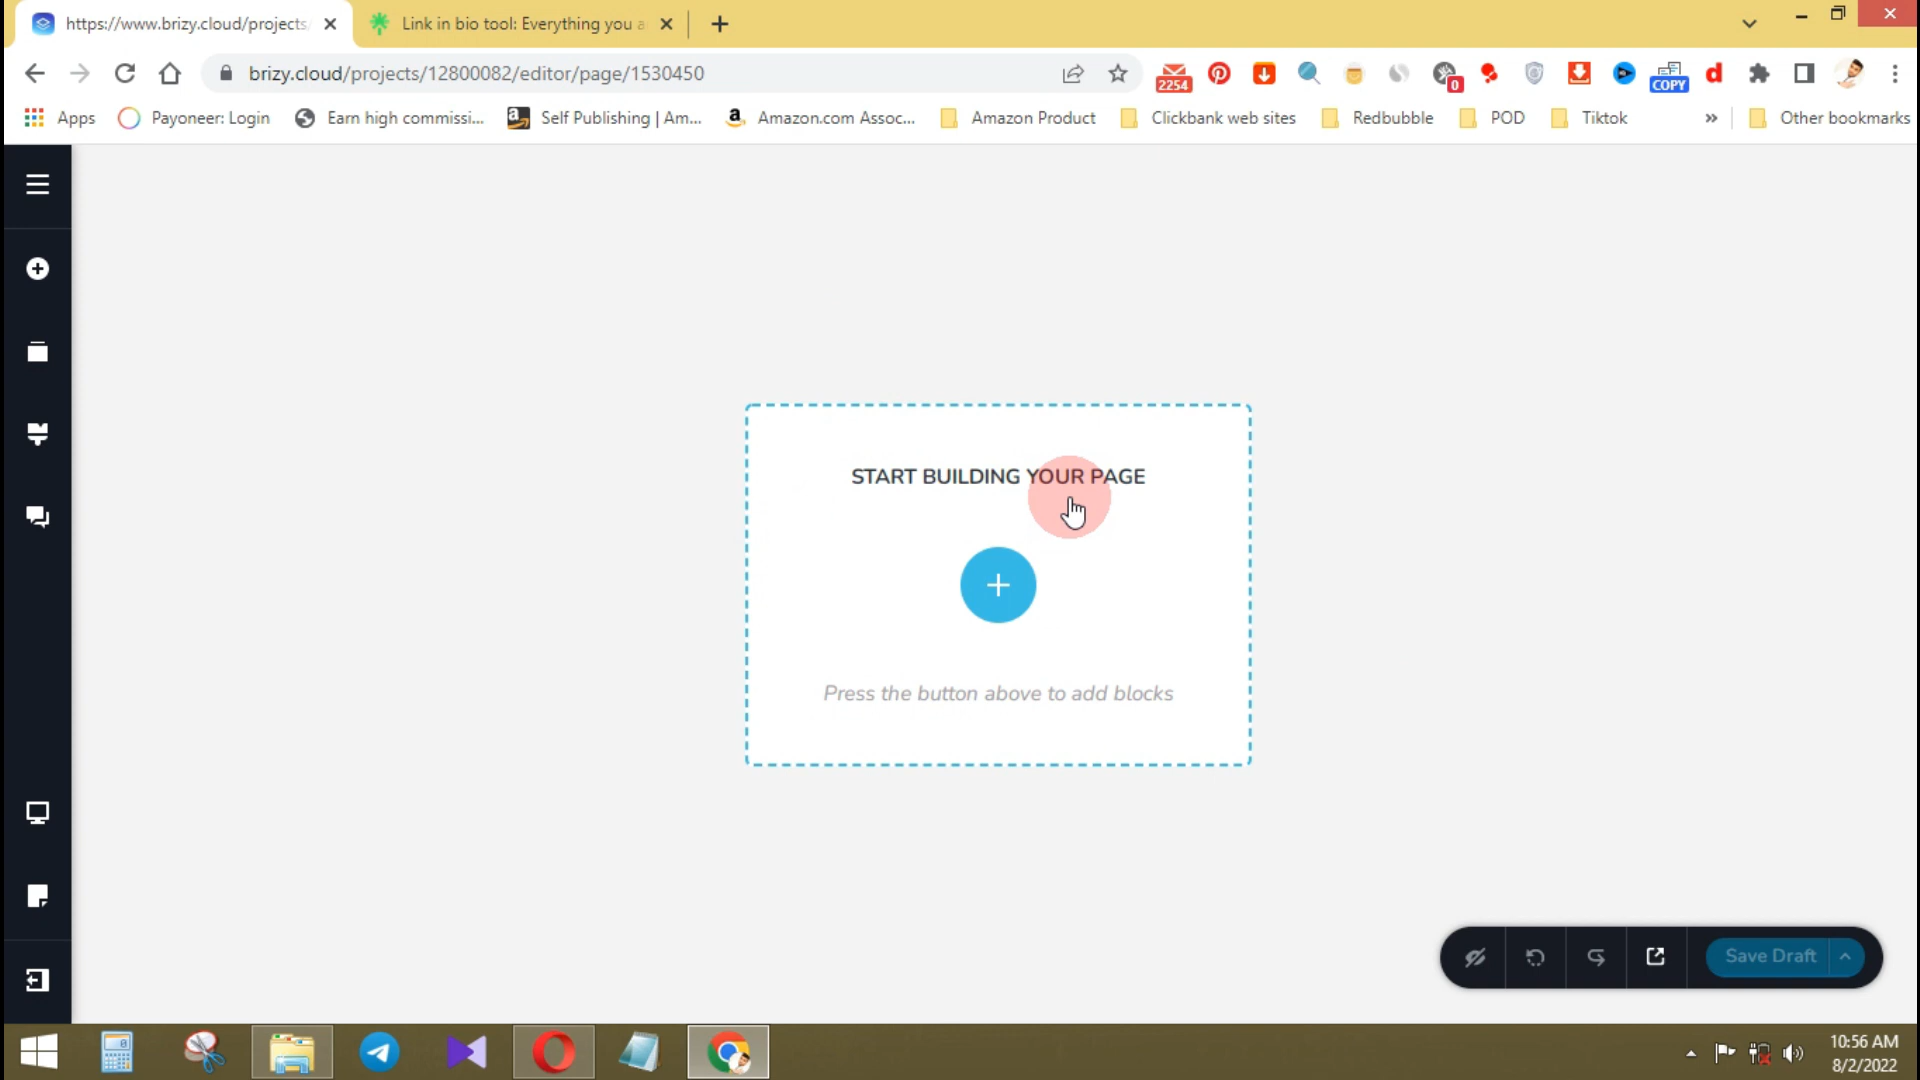 https://www.brizy.cloud/projects
Link in bio tool: Everything you a
brizy.cloud/projects/12800082/editor/page/1530450
2254
0
COPY
d
Apps
Payoneer: Login
Earn high commissi...
Self Publishing | Am...
Amazon.com Assoc...
Amazon Product
Clickbank web sites
Redbubble
POD
Tiktok
»
Other bookmarks
START BUILDING YOUR PAGE
Press the button above to add blocks
Save Draft
10:56 AM
8/2/2022